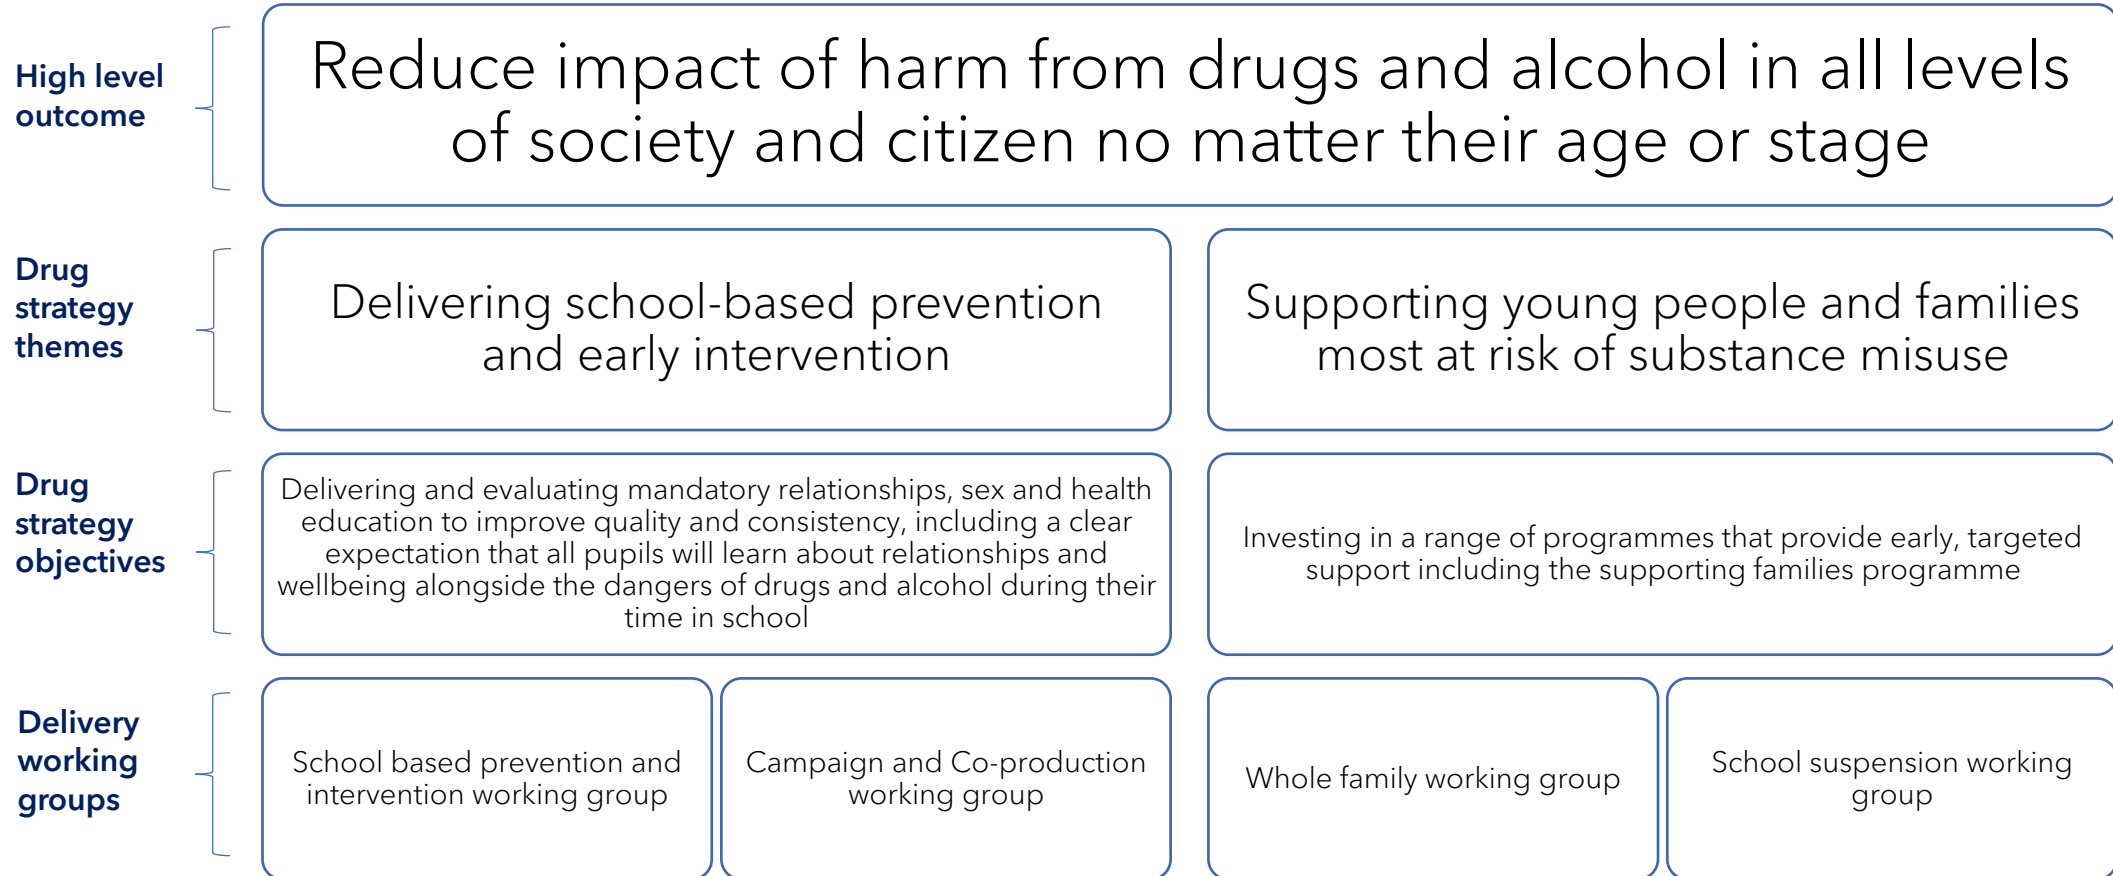 High level
outcome
Reduce impact of harm from drugs and alcohol in all levels
of society and citizen no matter their age or stage
Drug
strategy
themes
Delivering school-based prevention
and early intervention
Supporting young people and families
most at risk of substance misuse
Drug
strategy
objectives
Delivering and evaluating mandatory relationships, sex and health
education to improve quality and consistency, including a clear
expectation that all pupils will learn about relationships and
wellbeing alongside the dangers of drugs and alcohol during their
time in school
Investing in a range of programmes that provide early, targeted
support including the supporting families programme
Delivery
working
groups
School based prevention and
intervention working group
Campaign and Co-production
working group
Whole family working group
School suspension working
group